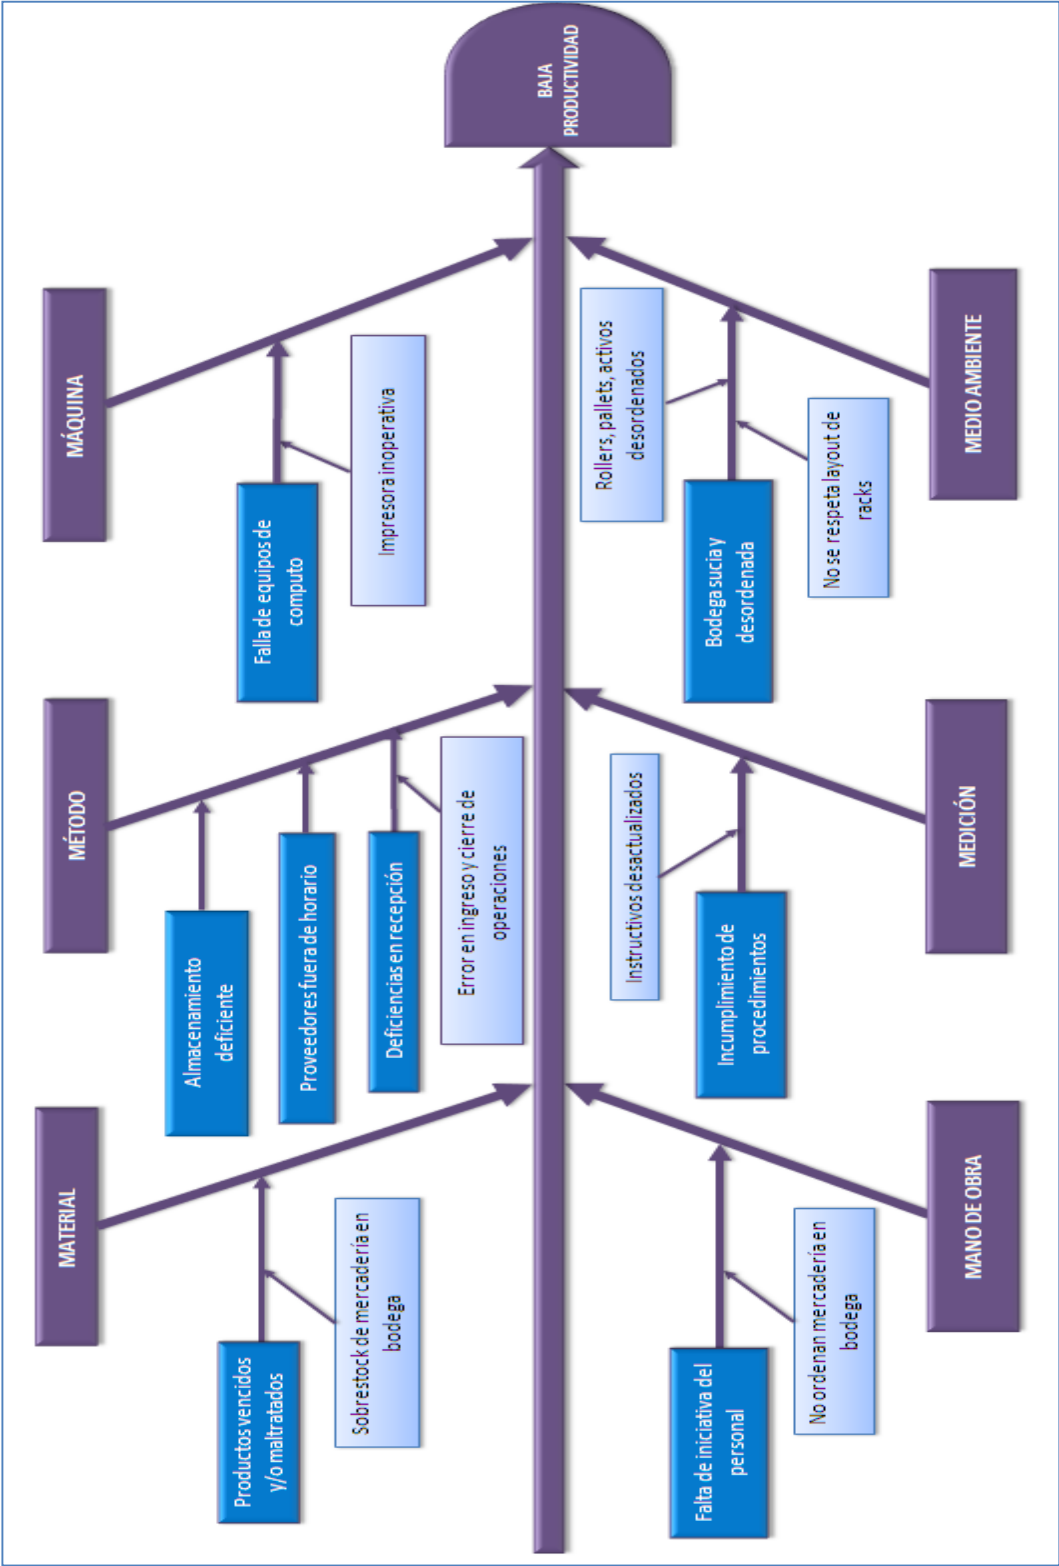 MATERIAL
MÉTODO
MÁQUINA
Productos vencidos
y/o maltratados
Sobrestock de mercadería en
bodega
Almacenamiento
deficiente
Proveedores fuera de horario
Deficiencias en recepción
Error en ingreso y cierre de
operaciones
Falla de equipos de
computo
Impresora inoperativa
BAJA
PRODUCTIVIDAD
Falta de iniciativa del
personal
No ordenan mercadería en
bodega
Instructivos desactualizados
Incumplimiento de
procedimientos
Rollers, pallets, activos
desordenados
Bodega sucia y
desordenada
No se respeta layout de
racks
MANO DE OBRA
MEDICIÓN
MEDIO AMBIENTE